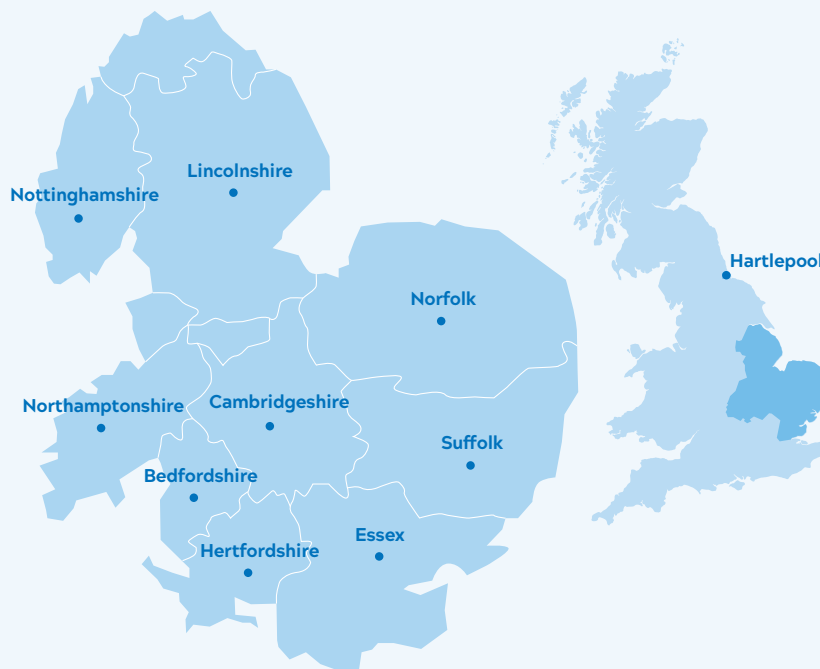 Lincolnshire
Nottinghamshire
Norfolk
Northamptonshire
Cambridgeshire
Suffolk
Bedfordshire
Essex
Hertfordshire
Hartlepool